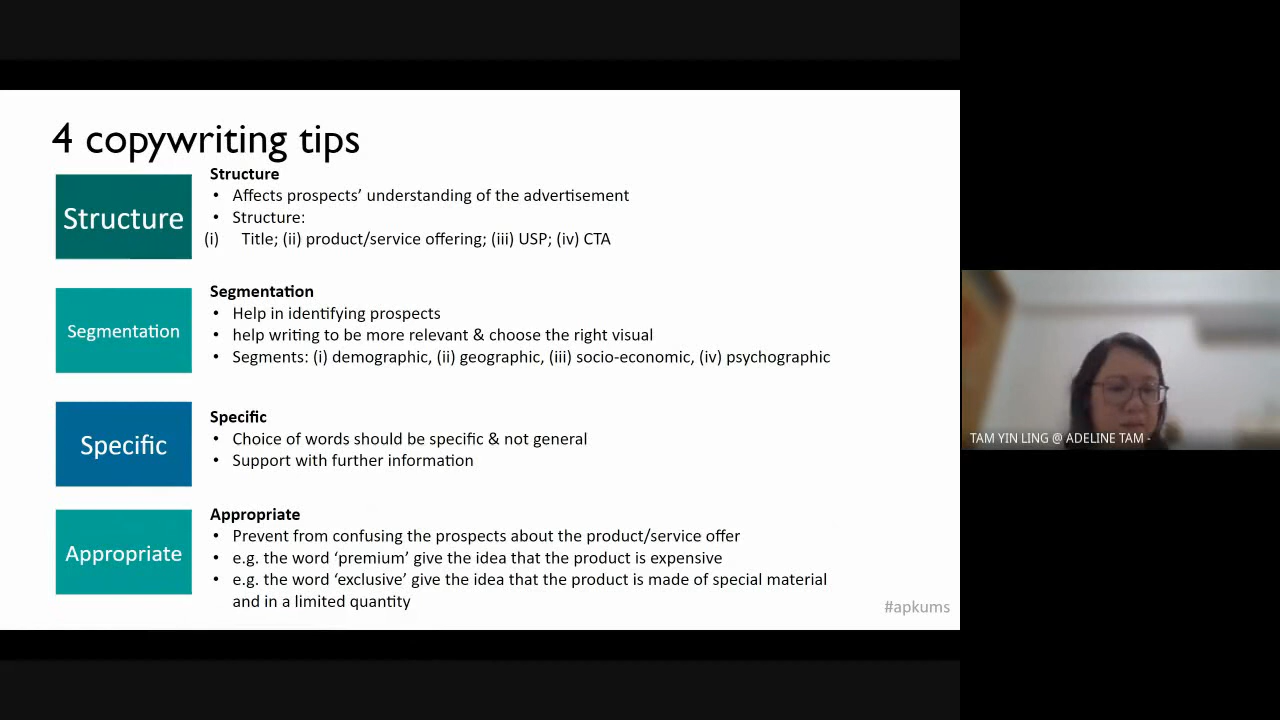 4 copywriting tips
Structure
Structure
• Affects prospects’ understanding of the advertisement
• Structure:
(i) Title; (ii) product/service offering; (iii) USP; (iv) CTA
Segmentation
Segmentation
• Help in identifying prospects
• help writing to be more relevant & choose the right visual
• Segments: (i) demographic, (ii) geographic, (iii) socio-economic, (iv) psychographic
Specific
Specific
• Choice of words should be specific & not general
• Support with further information
Appropriate
Appropriate
• Prevent from confusing the prospects about the product/service offer
• e.g. the word ‘premium’ give the idea that the product is expensive
• e.g. the word ‘exclusive’ give the idea that the product is made of special material
and in a limited quantity
#apkums
TAM YIN LING @ ADELINE TAM -